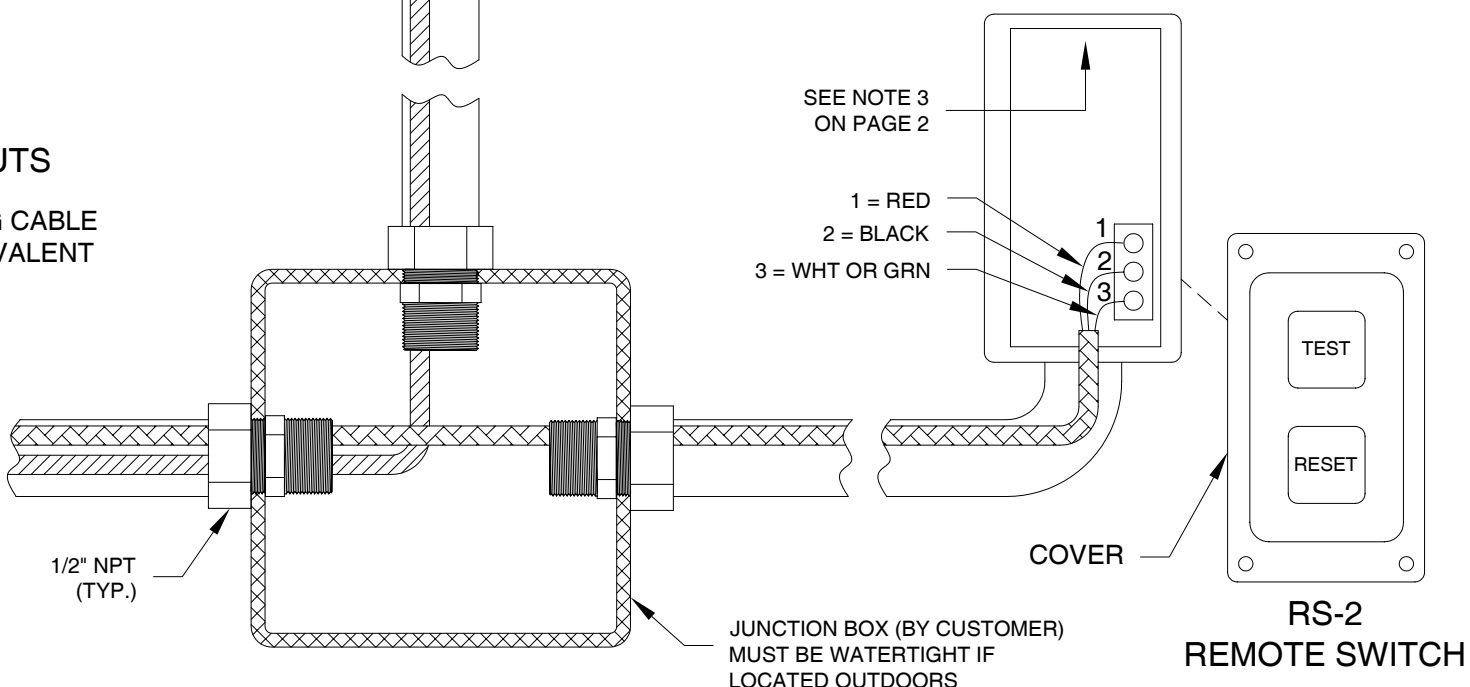 SEE NOTE 3
ON PAGE 2
UTS
G CABLE
VALENT
1 = RED
2 = BLACK
3 = WHT OR GRN
1
2
3
TEST
RESET
COVER
1/2" NPT
(TYP.)
JUNCTION BOX (BY CUSTOMER)
MUST BE WATERTIGHT IF
LOCATED OUTDOORS
RS-2
REMOTE SWITCH